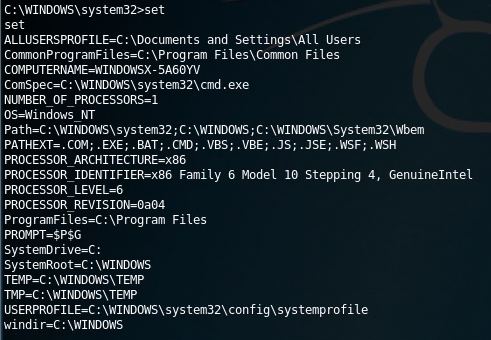 C:\WINDOWS\system32>set
set
ALLUSERSPROFILE=C:\Documents and Settings\All Users
CommonProgramFiles=C:\Program Files\Common Files
COMPUTERNAME=WINDOWSX-5A60YV
ComSpec=C:\WINDOWS\system32\cmd.exe
NUMBER_OF_PROCESSORS=1
OS=Windows_NT
Path=C:\WINDOWS\system32;C:\WINDOWS;C:\WINDOWS\System32\Wbem
PATHEXT=.COM;.EXE;.BAT;.CMD;.VBS;.VBE;.JS;.JSE;.WSF;.WSH
PROCESSOR_ARCHITECTURE=x86
PROCESSOR_IDENTIFIER=x86 Family 6 Model 10 Stepping 4, GenuineIntel
PROCESSOR_LEVEL=6
PROCESSOR_REVISION=0a04
ProgramFiles=C:\Program Files
PROMPT=$P$G
SystemDrive=C:
SystemRoot=C:\WINDOWS
TEMP=C:\WINDOWS\TEMP
TMP=C:\WINDOWS\TEMP
USERPROFILE=C:\WINDOWS\system32\config\systemprofile
windir=C:\WINDOWS